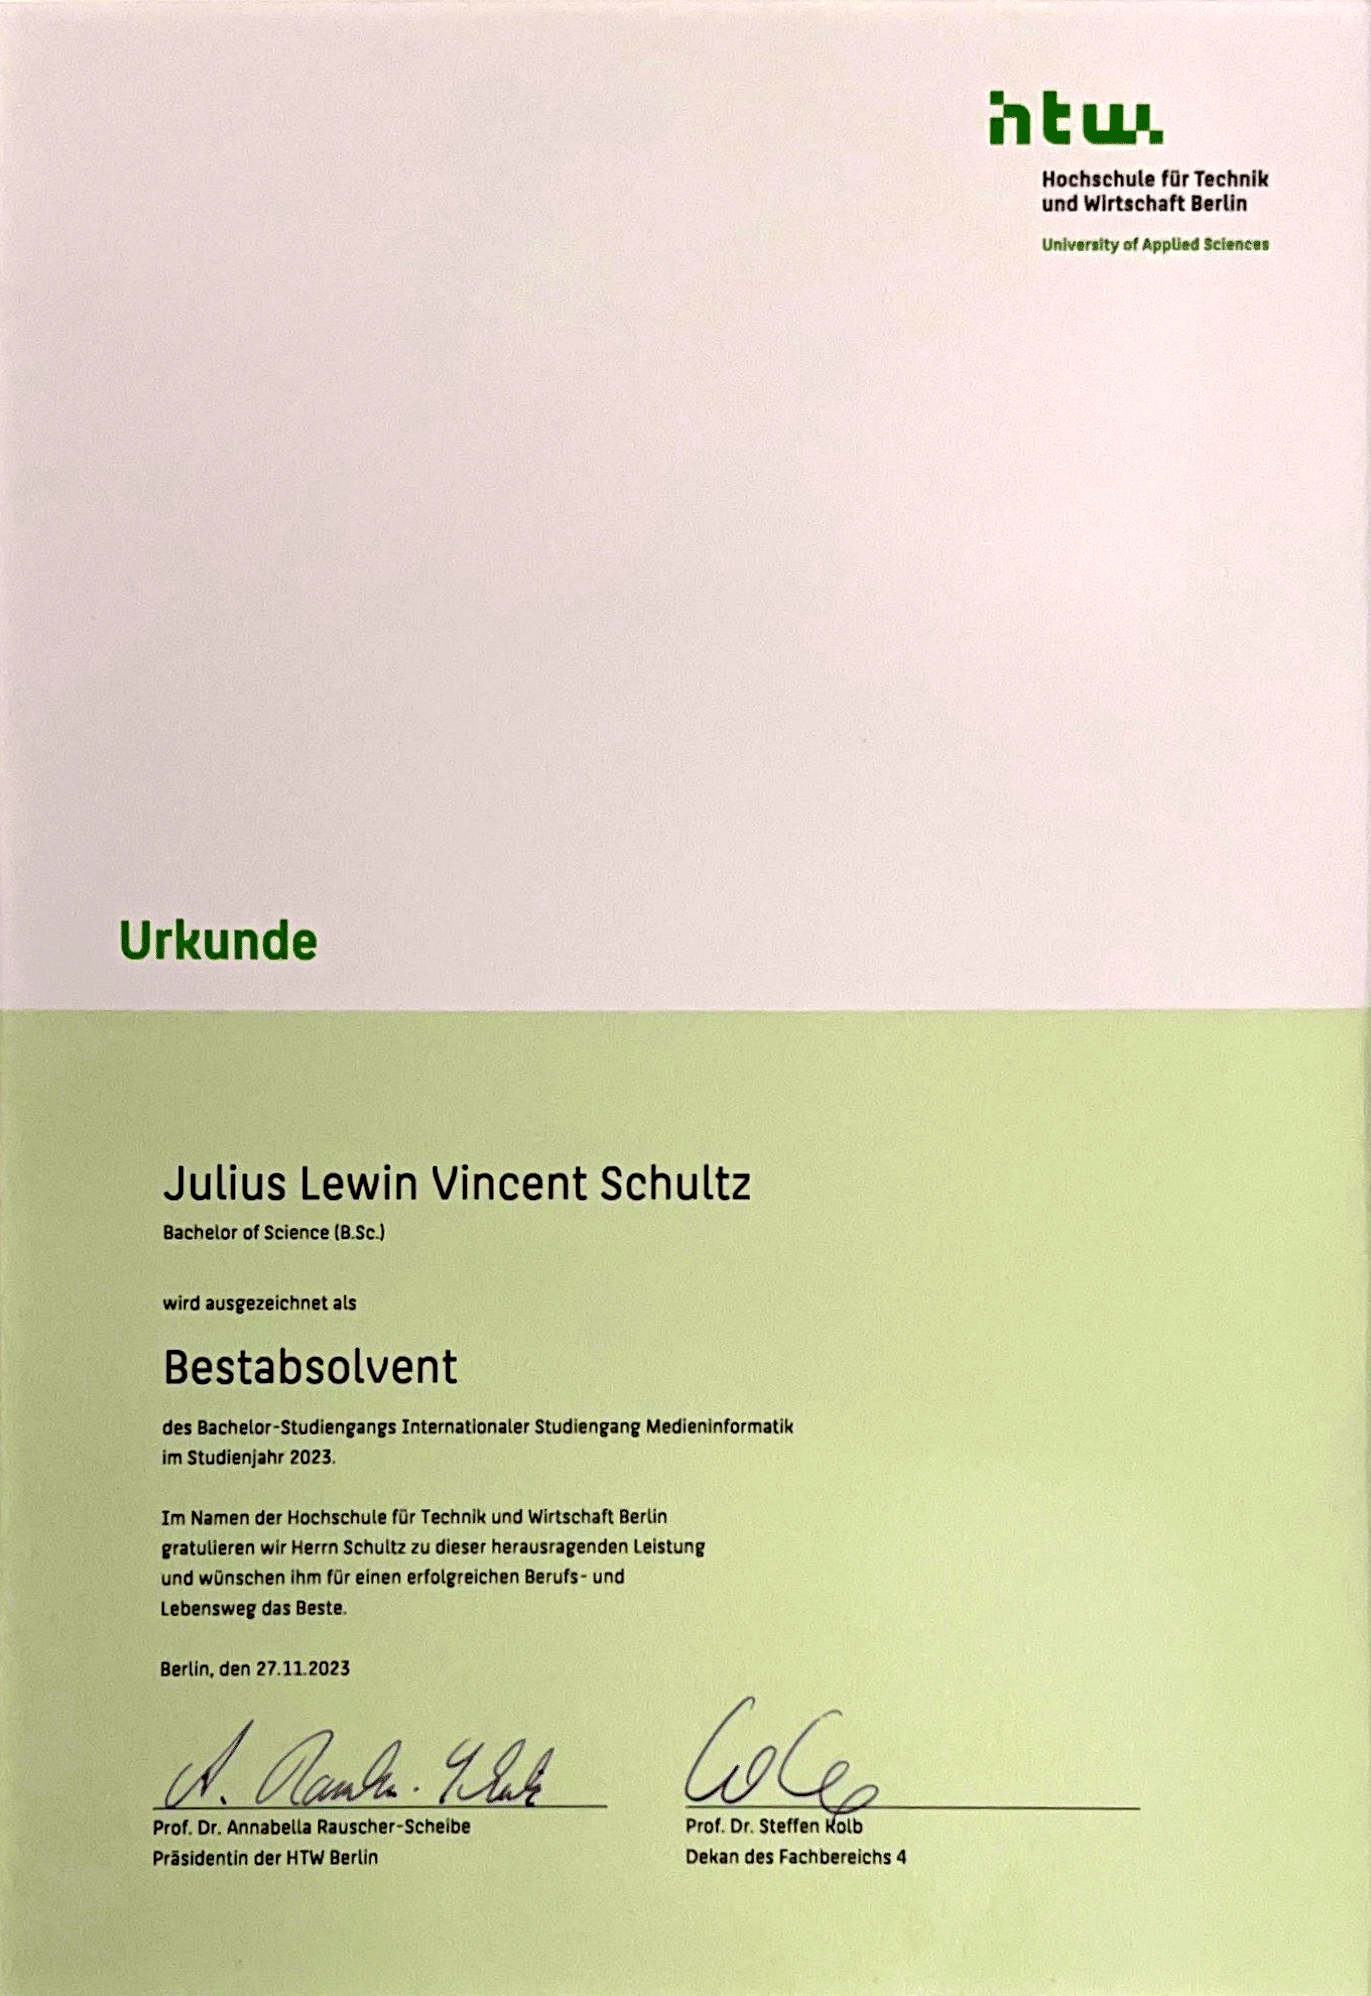 htw.
Hochschule für Technik
und Wirtschaft Berlin
University of Applied Sciences
Urkunde
Julius Lewin Vincent Schultz
Bachelor of Science (B.Sc.)
wird ausgezeichnet als
Bestabsolvent
des Bachelor-Studiengangs Internationaler Studiengang Medieninformatik
im Studienjahr 2023.
Im Namen der Hochschule für Technik und Wirtschaft Berlin
gratulieren wir Herrn Schultz zu dieser herausragenden Leistung
und wünschen ihm für einen erfolgreichen Berufs- und
Lebensweg das Beste.
Berlin, den 27.11.2023
Prof. Dr. Annabella Rauscher-Scheibe
Präsidentin der HTW Berlin
Prof. Dr. Steffen Kolb
Dekan des Fachbereichs 4